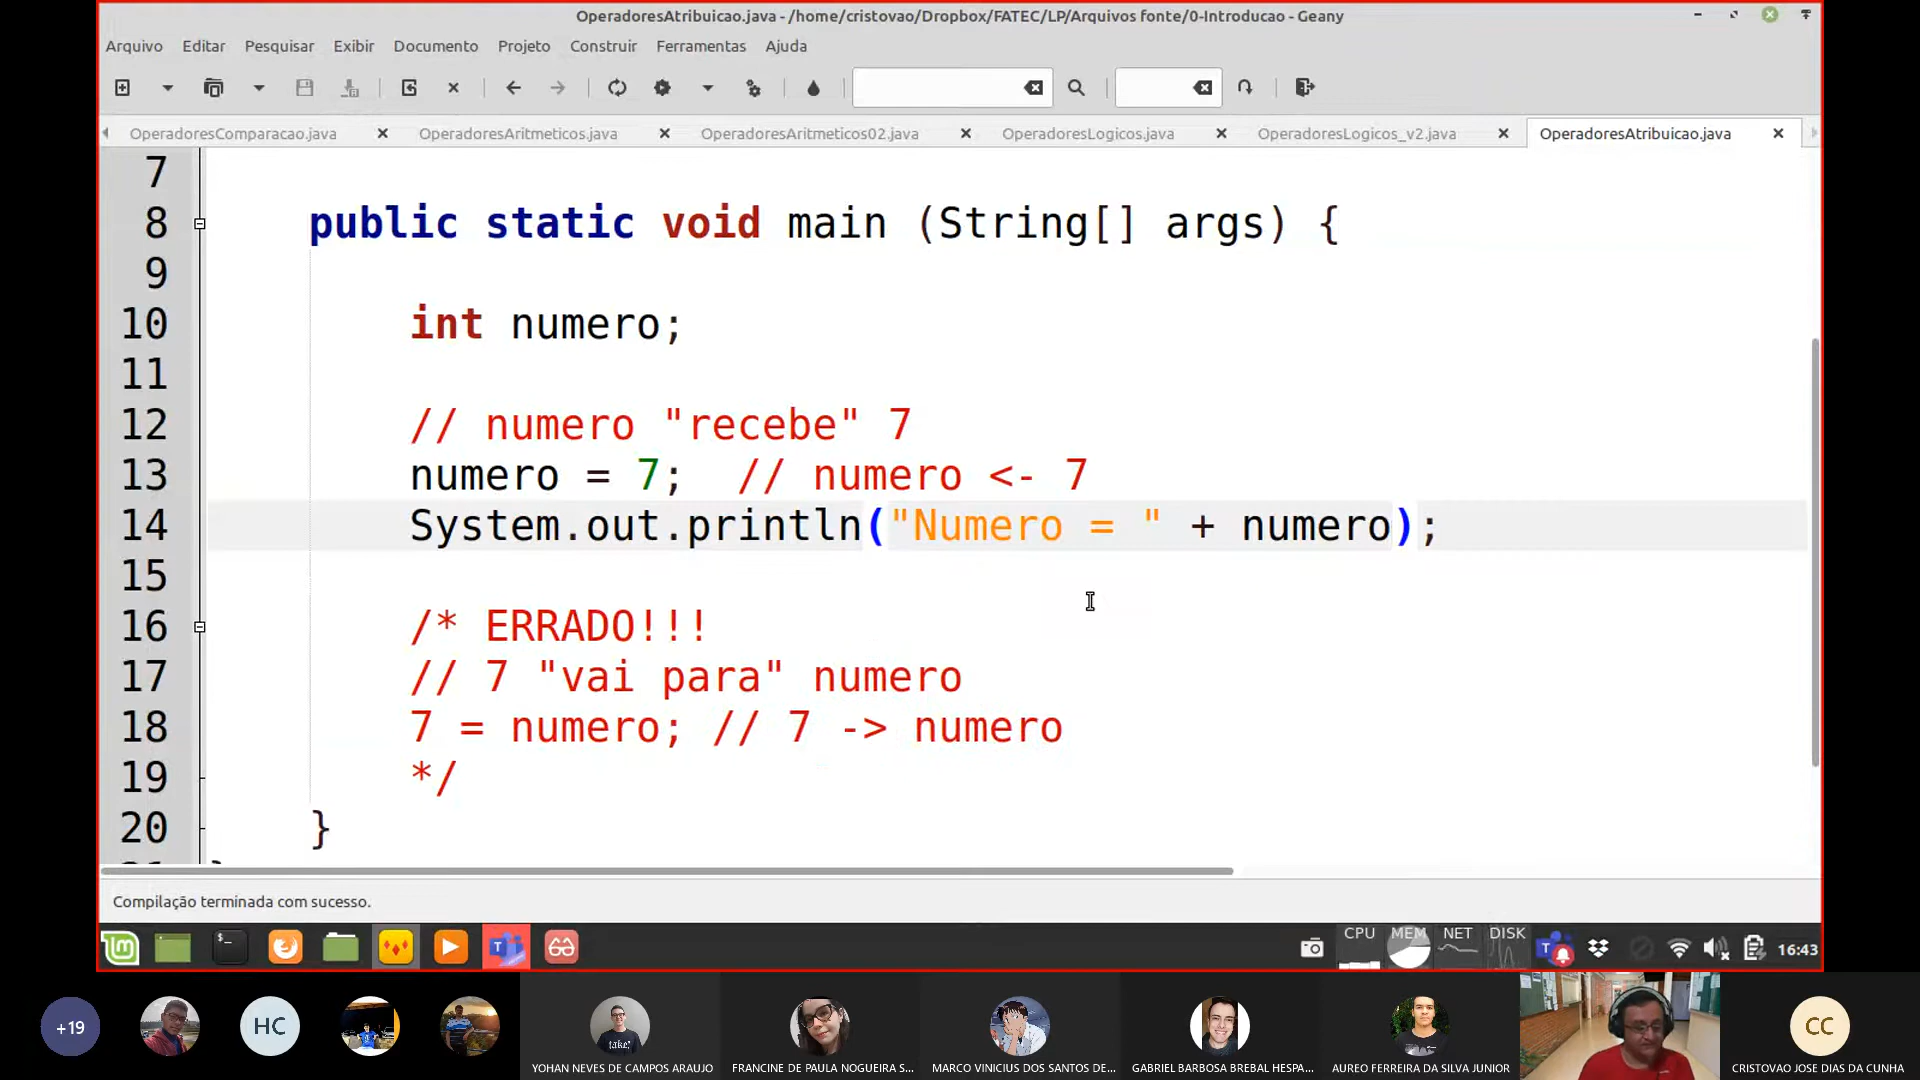 OperadoresAtribuicao.java - /home/cristovao/Dropbox/FATEC/LP/Arquivos fonte/0-Introducao - Geany
Arquivo Editar Pesquisar Exibir Documento Projeto Construir Ferramentas Ajuda
OperadoresComparacao.java OperadoresAritmeticos.java OperadoresAritmeticos02.java OperadoresLogicos.java OperadoresLogicos_v2.java OperadoresAtribuicao.java
7
8 public static void main (String[] args) {
9
10 int numero;
11
12 // numero "recebe" 7
13 numero = 7; // numero <- 7
14 System.out.println("Numero = " + numero);
15
16 /* ERRADO!!!
17 // 7 "vai para" numero
18 7 = numero; // 7 -> numero
19 */
20 }
Compilação terminada com sucesso.
CPU MEM NET DISK
16:43
+19
HC
take?
CC
YOHAN NEVES DE CAMPOS ARAUJO
FRANCINE DE PAULA NOGUEIRA S...
MARCO VINICIUS DOS SANTOS DE...
GABRIEL BARBOSA BREBAL HESPA...
AUREO FERREIRA DA SILVA JUNIOR
CRISTOVAO JOSE DIAS DA CUNHA